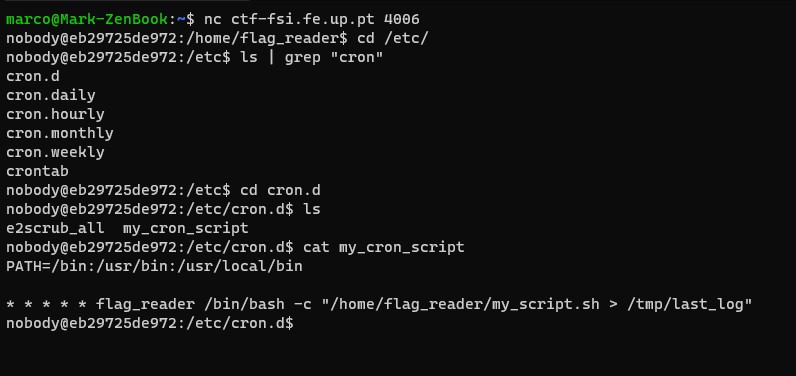 marco@Mark-ZenBook:~$ nc ctf-fsi.fe.up.pt 4006
nobody@eb29725de972:/home/flag_reader$ cd /etc/
nobody@eb29725de972:/etc$ ls | grep "cron"
cron.d
cron.daily
cron.hourly
cron.monthly
cron.weekly
crontab
nobody@eb29725de972:/etc$ cd cron.d
nobody@eb29725de972:/etc/cron.d$ ls
e2scrub_all  my_cron_script
nobody@eb29725de972:/etc/cron.d$ cat my_cron_script
PATH=/bin:/usr/bin:/usr/local/bin
* * * * * flag_reader /bin/bash -c "/home/flag_reader/my_script.sh > /tmp/last_log"
nobody@eb29725de972:/etc/cron.d$